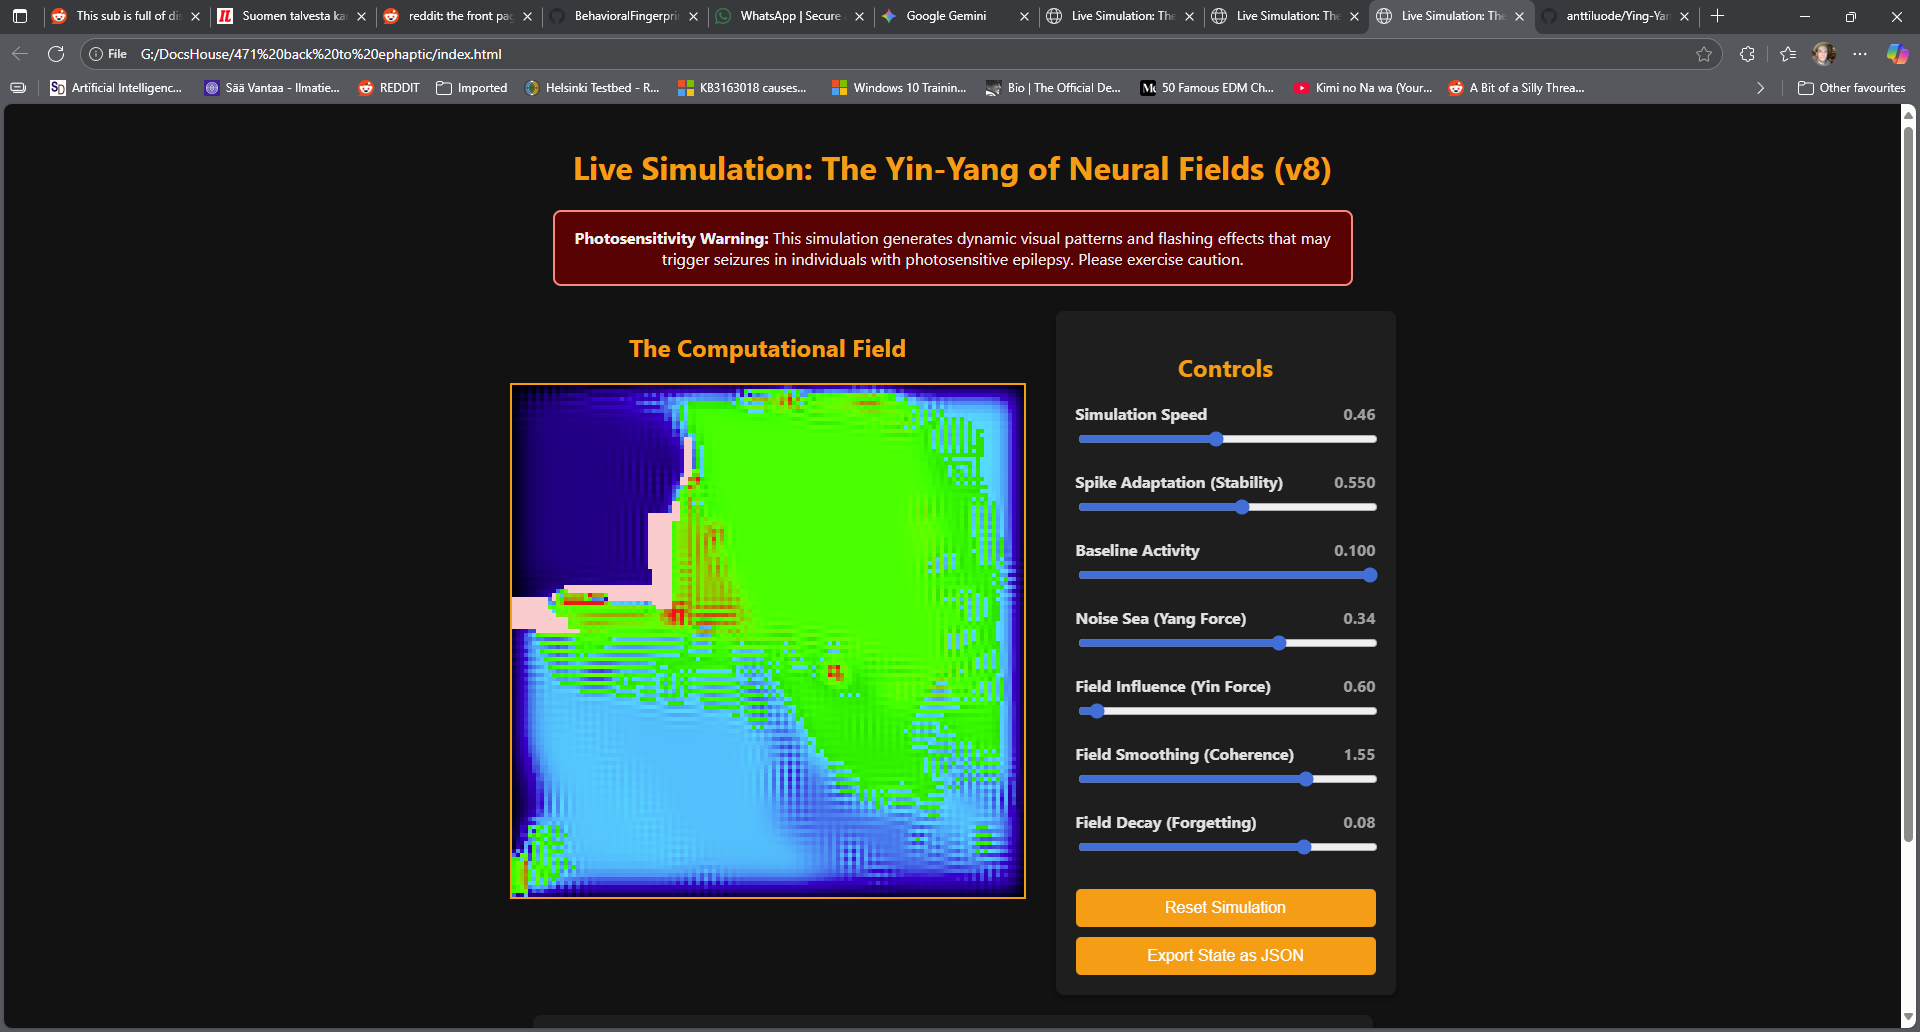 This sub is full of di
Suomen talvesta ka
reddit: the front pag
BehavioralFingerpri
WhatsApp | Secure
Google Gemini
Live Simulation: The
Live Simulation: The
Live Simulation: The
anttiluode/Ying-Yan
File G:/DocsHouse/471%20back%20to%20ephaptic/index.html
Artificial Intelligenc...
Sää Vantaa - Ilmatie...
REDDIT
Imported
Helsinki Testbed - R...
KB3163018 causes...
Windows 10 Trainin...
Bio | The Official De...
50 Famous EDM Ch...
Kimi no Na wa (Your...
A Bit of a Silly Threa...
Other favourites
Live Simulation: The Yin-Yang of Neural Fields (v8)
Photosensitivity Warning: This simulation generates dynamic visual patterns and flashing effects that may
trigger seizures in individuals with photosensitive epilepsy. Please exercise caution.
The Computational Field
Controls
Simulation Speed 0.46
Spike Adaptation (Stability) 0.550
Baseline Activity 0.100
Noise Sea (Yang Force) 0.34
Field Influence (Yin Force) 0.60
Field Smoothing (Coherence) 1.55
Field Decay (Forgetting) 0.08
Reset Simulation
Export State as JSON